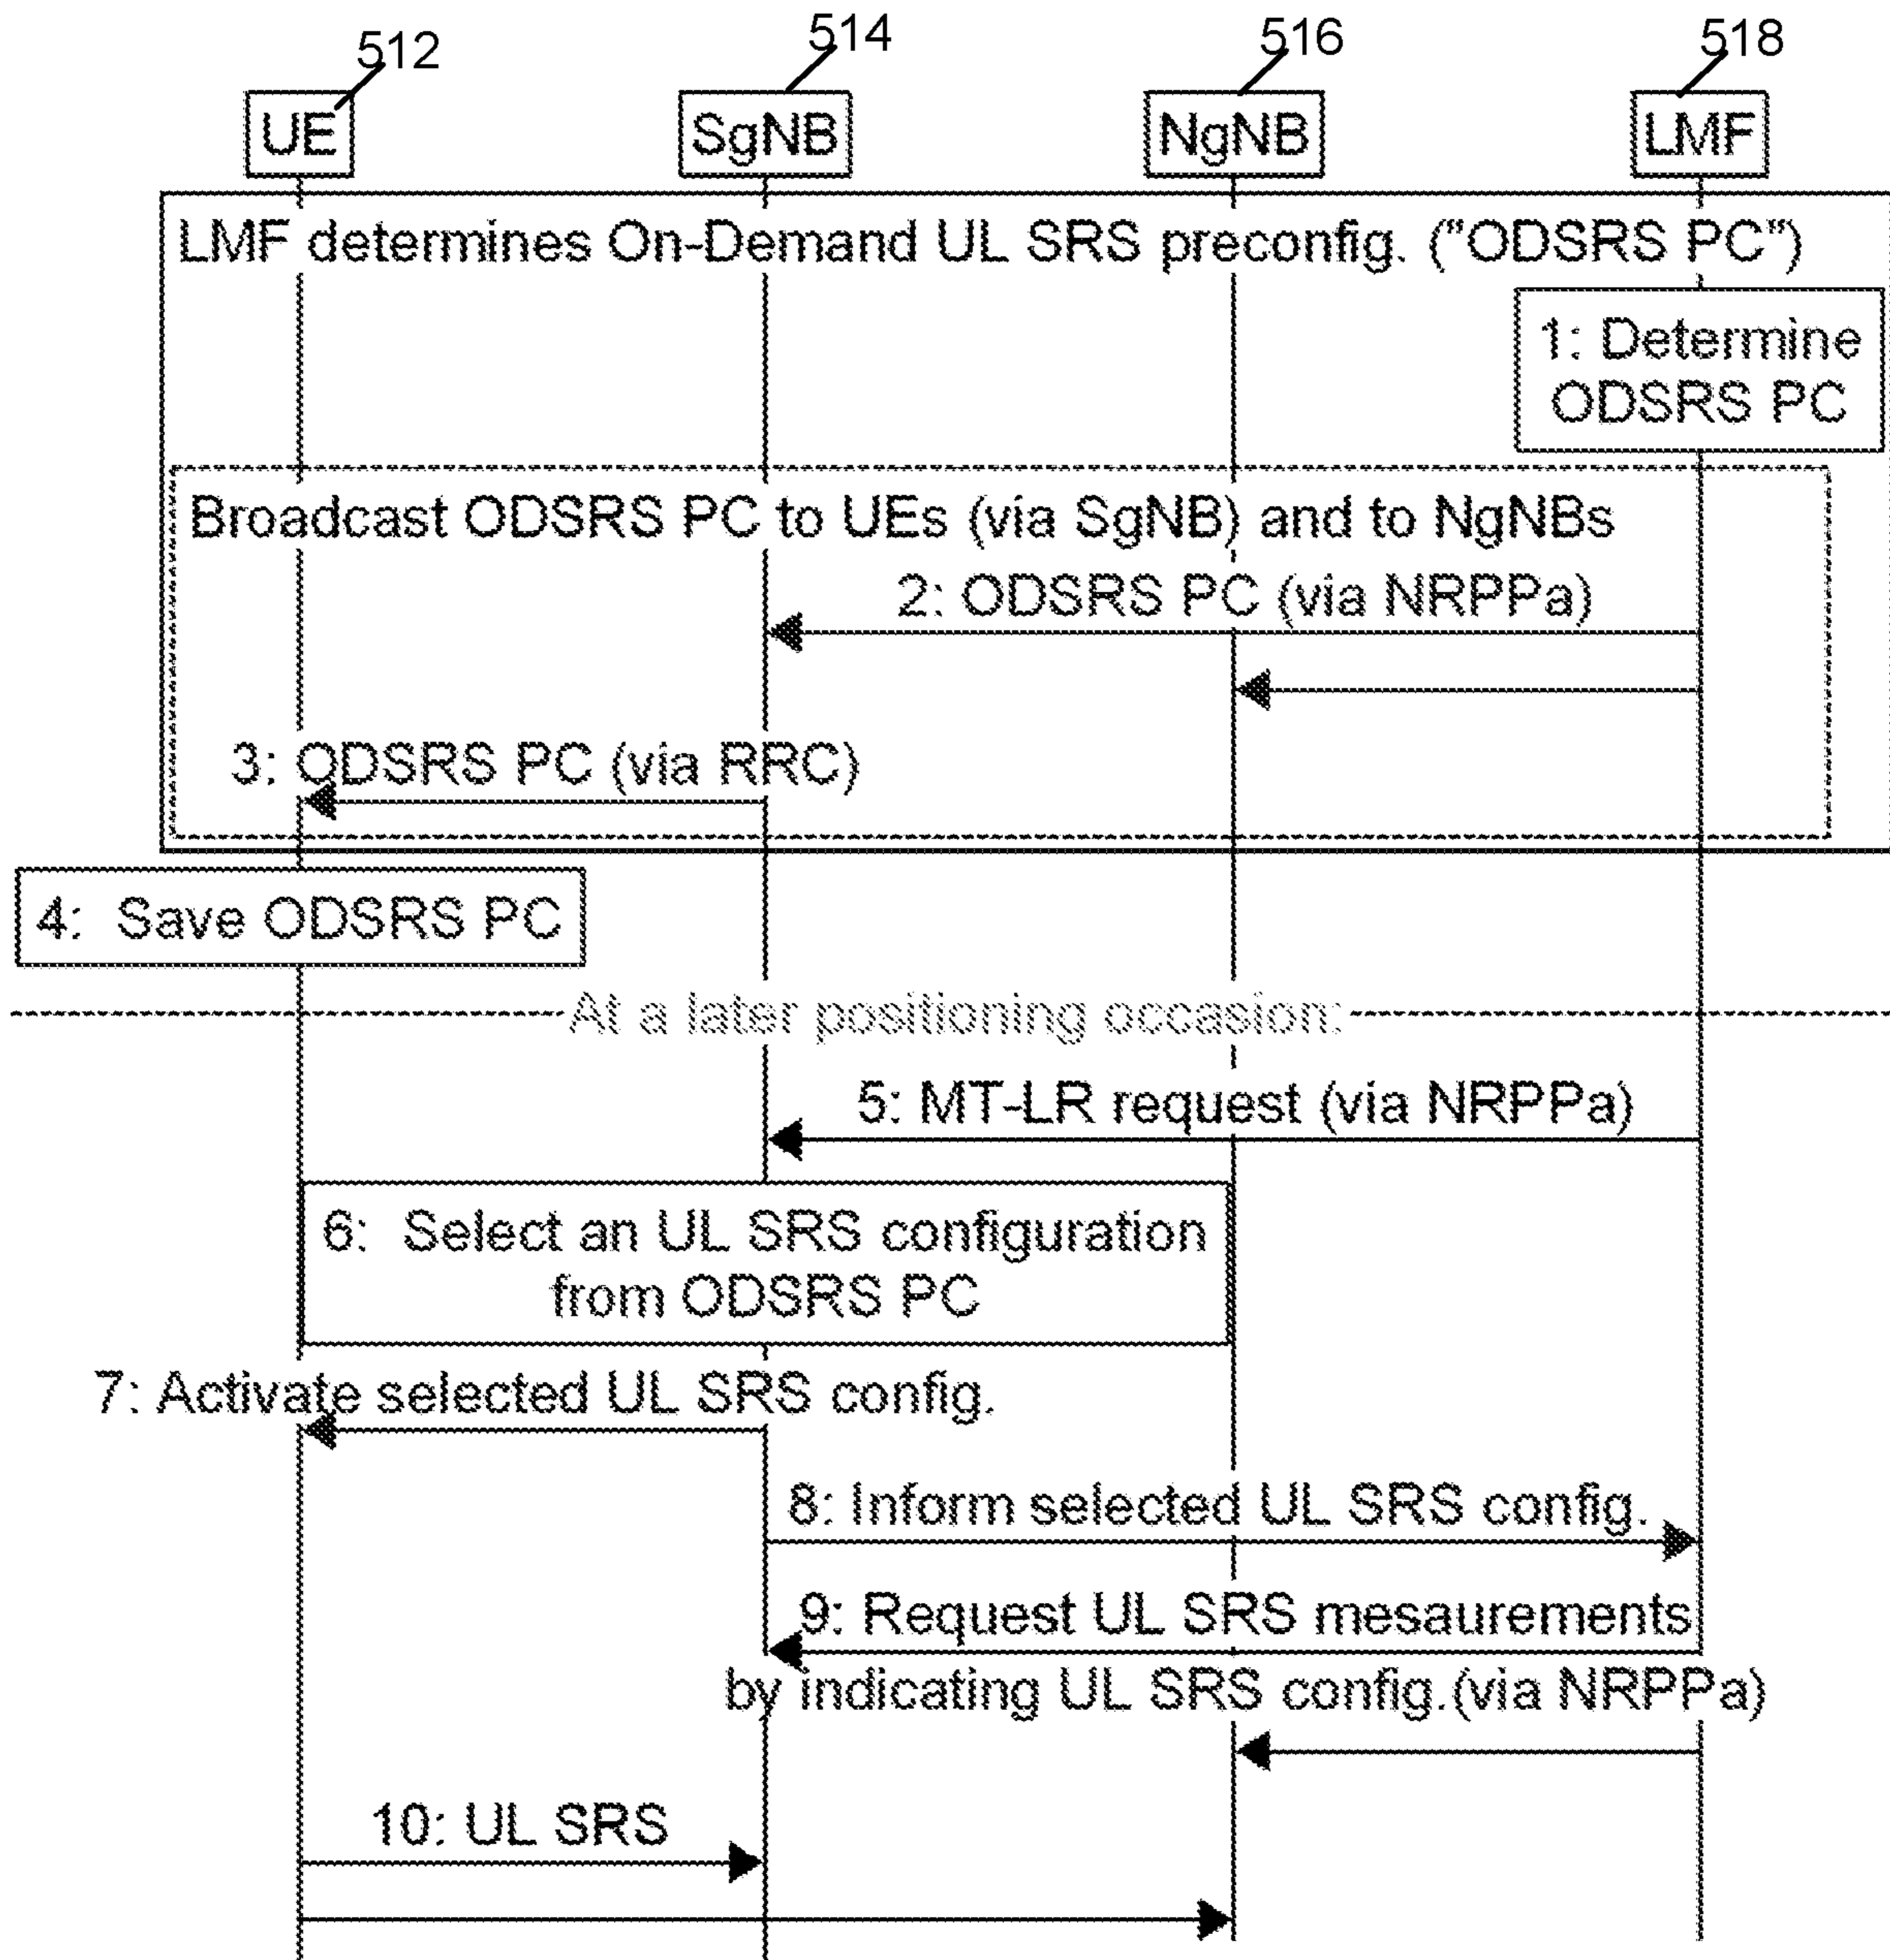 512
514
516
518
UE
SgNB
NgNB
LMF
LMF determines On-Demand UL SRS preconfig. ("ODSRS PC")
1: Determine
ODSRS PC
Broadcast ODSRS PC to UEs (via SgNB) and to NgNBs
2: ODSRS PC (via NRPPa)
3: ODSRS PC (via RRC)
4: Save ODSRS PC
At a later positioning occasion:
5: MT-LR request (via NRPPa)
6: Select an UL SRS configuration
from ODSRS PC
7: Activate selected UL SRS config.
8: Inform selected UL SRS config.
9: Request UL SRS mesaurements
by indicating UL SRS config.(via NRPPa)
10: UL SRS